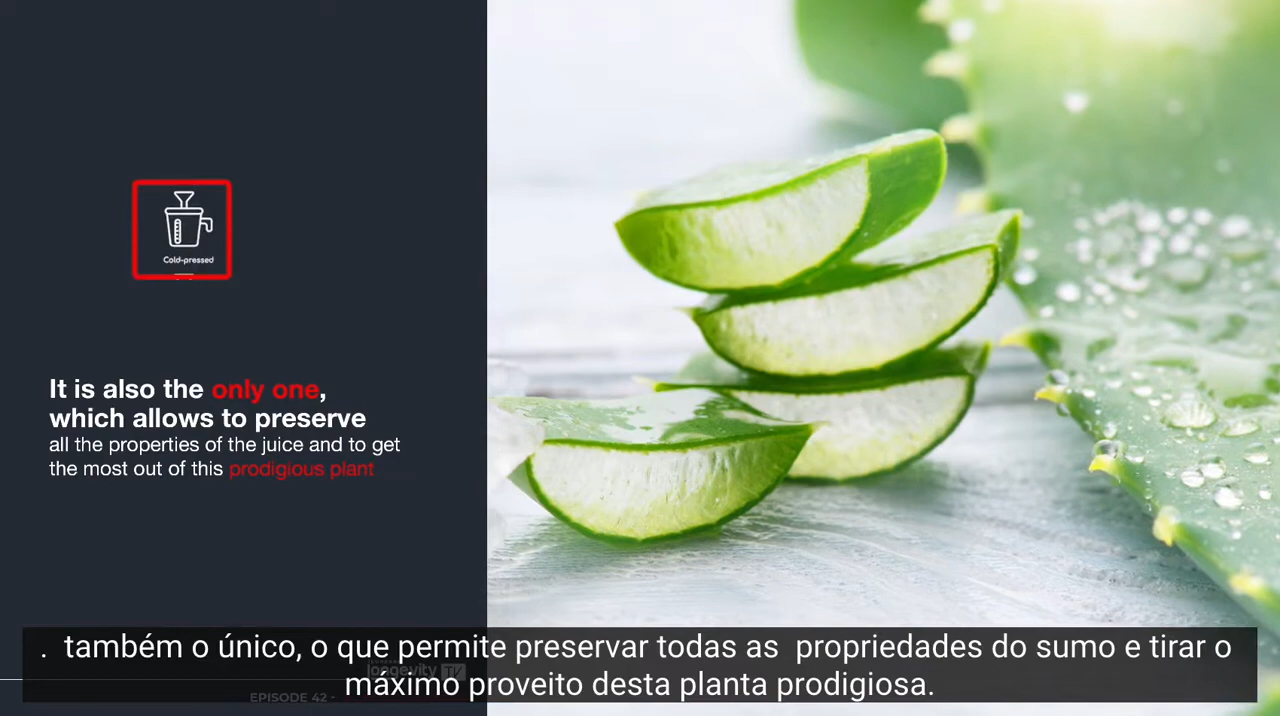 Cold-pressed
It is also the only one,
which allows to preserve
all the properties of the juice and to get
the most out of this prodigious plant
. também o único, o que permite preservar todas as propriedades do sumo e tirar o
máximo proveito desta planta prodigiosa.
longevity TV
EPISODE 42 -